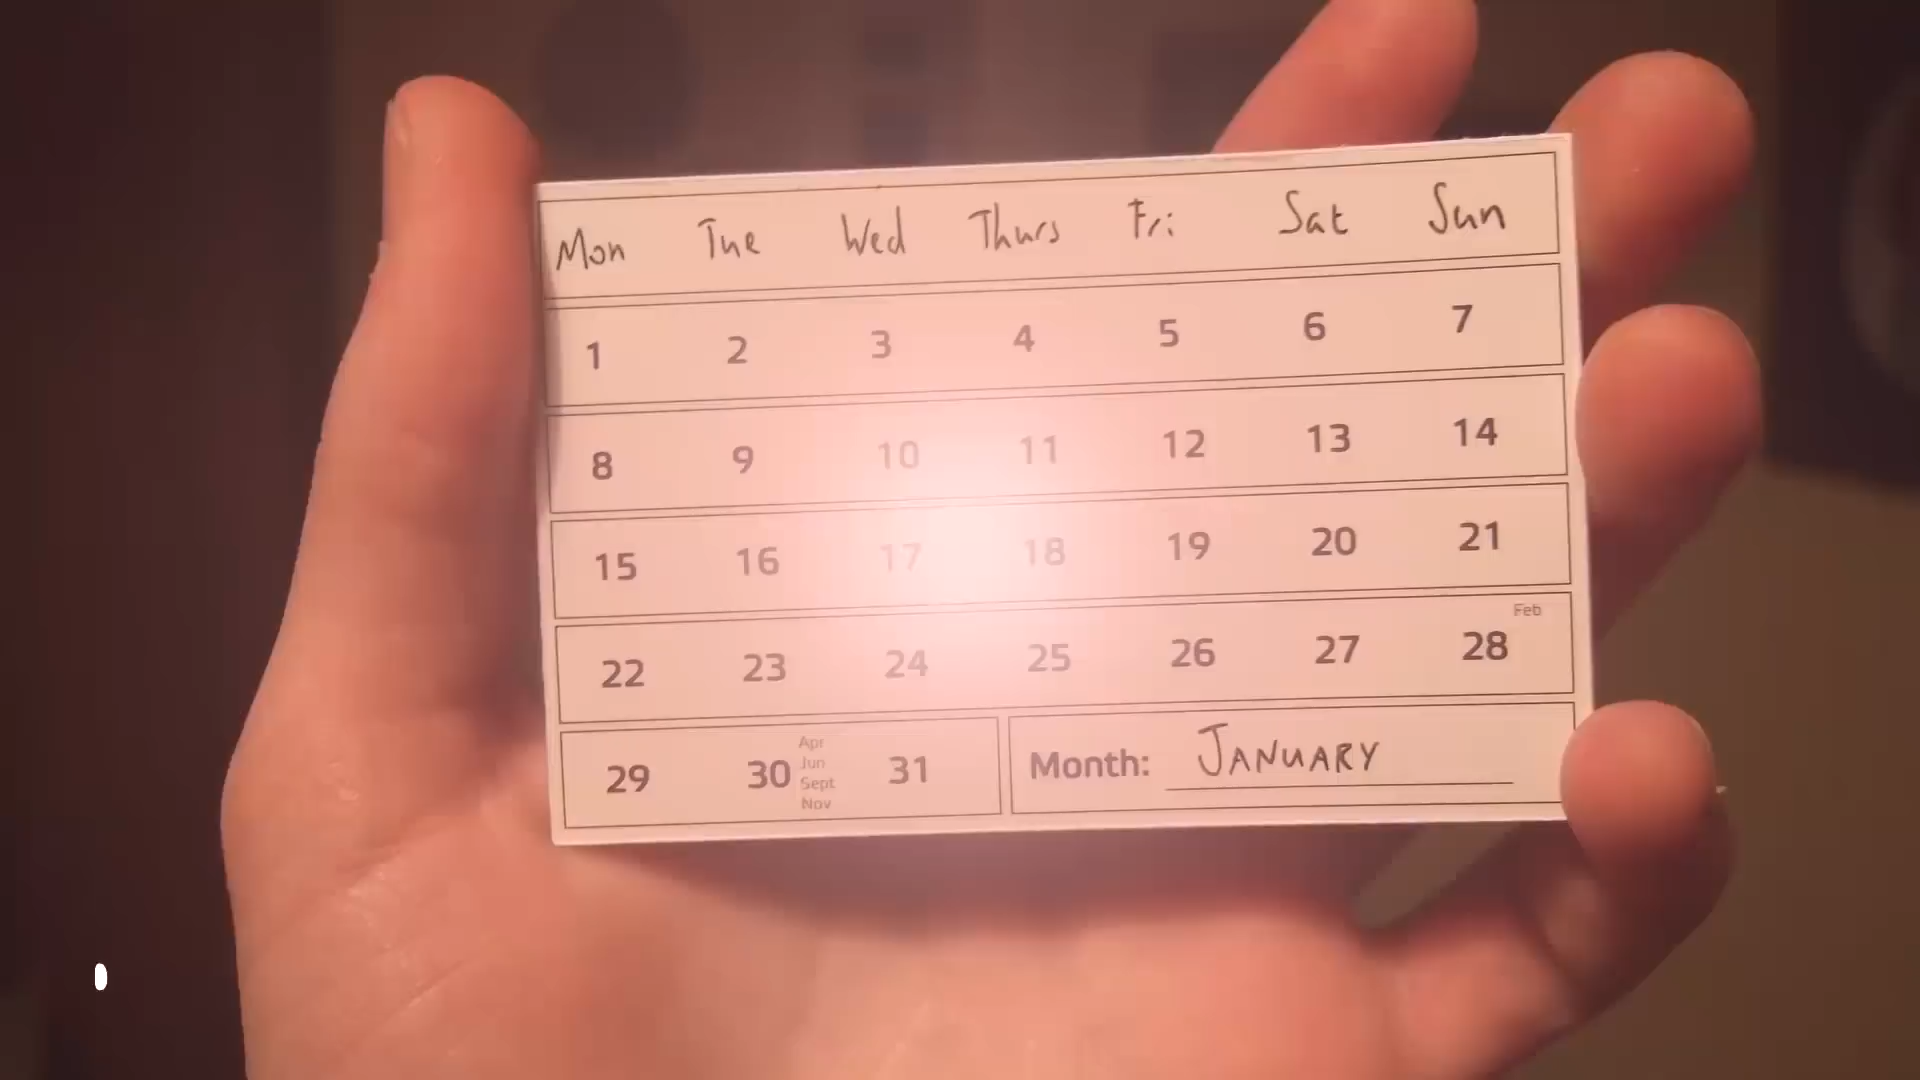 Mon Tue Wed Thurs Fri Sat Sun
1 2 3 4 5 6 7
8 9 10 11 12 13 14
15 16 17 18 19 20 21
Feb
22 23 24 25 26 27 28
Apr
Jun
Sept
Nov
29 30 31
Month: JANUARY